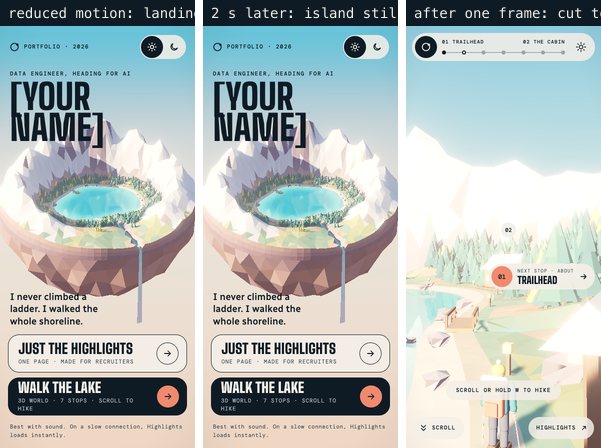 reduced motion: landin
PORTFOLIO · 2026
DATA ENGINEER, HEADING FOR AI
[YOUR
NAME]
I never climbed a
ladder. I walked the
whole shoreline.
JUST THE HIGHLIGHTS
ONE PAGE · MADE FOR RECRUITERS
WALK THE LAKE
3D WORLD · 7 STOPS · SCROLL TO
HIKE
Best with sound. On a slow connection, Highlights
loads instantly.
2 s later: island stil
PORTFOLIO · 2026
DATA ENGINEER, HEADING FOR AI
[YOUR
NAME]
I never climbed a
ladder. I walked the
whole shoreline.
JUST THE HIGHLIGHTS
ONE PAGE · MADE FOR RECRUITERS
WALK THE LAKE
3D WORLD · 7 STOPS · SCROLL TO
HIKE
Best with sound. On a slow connection, Highlights
loads instantly.
after one frame: cut t
01 TRAILHEAD
02 THE CABIN
02
01
NEXT STOP · ABOUT
TRAILHEAD
SCROLL OR HOLD W TO HIKE
SCROLL
HIGHLIGHTS